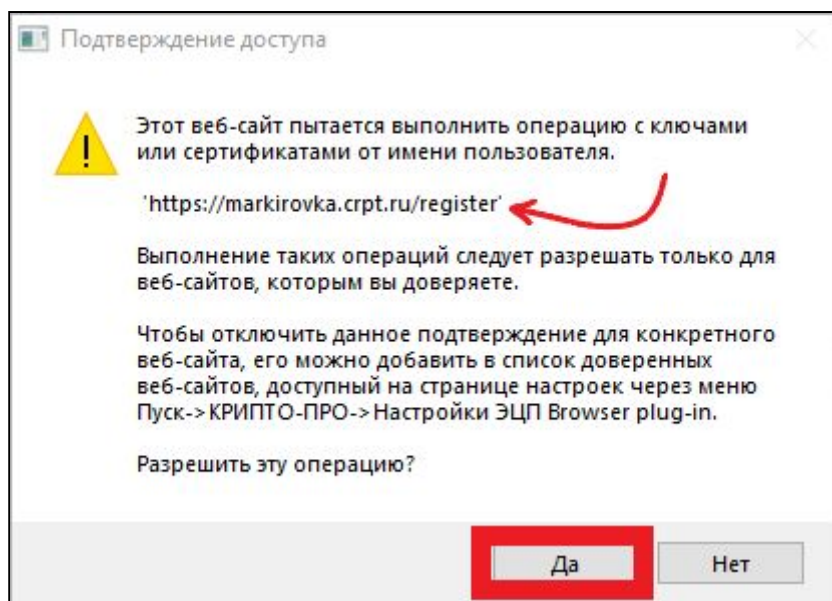 Подтверждение доступа
Этот веб-сайт пытается выполнить операцию с ключами
или сертификатами от имени пользователя.
'https://markirovka.crpt.ru/register'
Выполнение таких операций следует разрешать только для
веб-сайтов, которым вы доверяете.
Чтобы отключить данное подтверждение для конкретного
веб-сайта, его можно добавить в список доверенных
веб-сайтов, доступный на странице настроек через меню
Пуск->КРИПТО-ПРО->Настройки ЭЦП Browser plug-in.
Разрешить эту операцию?
Да
Нет